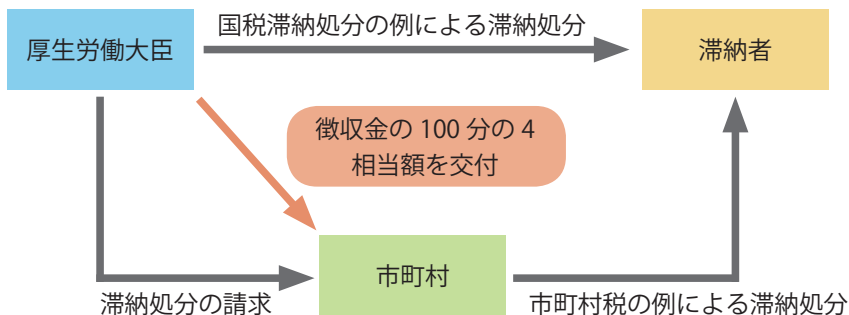 国税滞納処分の例による滞納処分
厚生労働大臣
滞納者
徴収金の 100 分の 4
相当額を交付
市町村
滞納処分の請求
市町村税の例による滞納処分